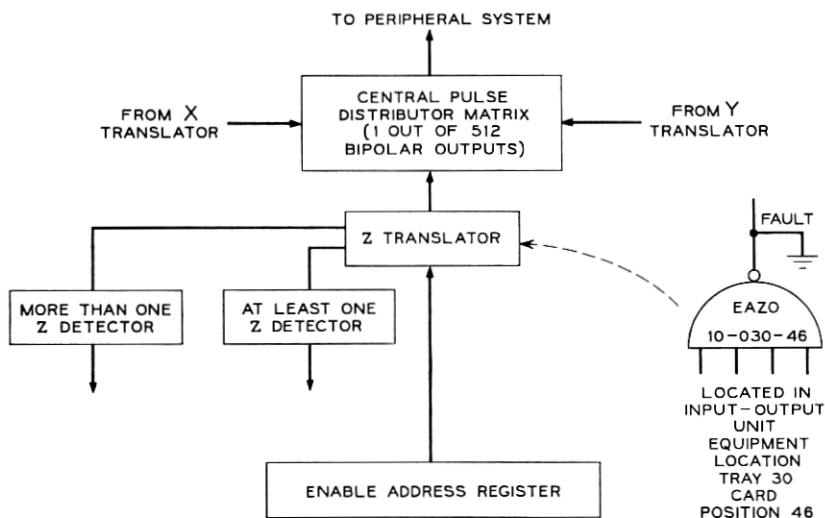 TO PERIPHERAL SYSTEM
CENTRAL PULSE
DISTRIBUTOR MATRIX
(1 OUT OF 512
BIPOLAR OUTPUTS)
FROM X
TRANSLATOR
FROM Y
TRANSLATOR
Z TRANSLATOR
MORE THAN ONE
Z DETECTOR
AT LEAST ONE
Z DETECTOR
ENABLE ADDRESS REGISTER
FAULT
EAZO
10-030-46
LOCATED IN
INPUT-OUTPUT
UNIT
EQUIPMENT
LOCATION
TRAY 30
CARD
POSITION 46